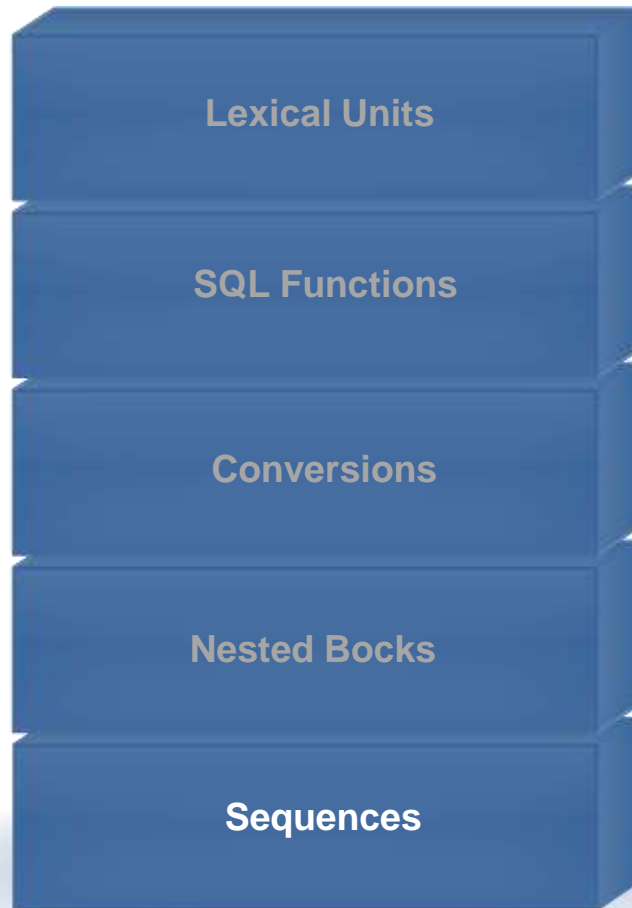 Lexical Units
SQL Functions
Conversions
Nested Bocks
Sequences